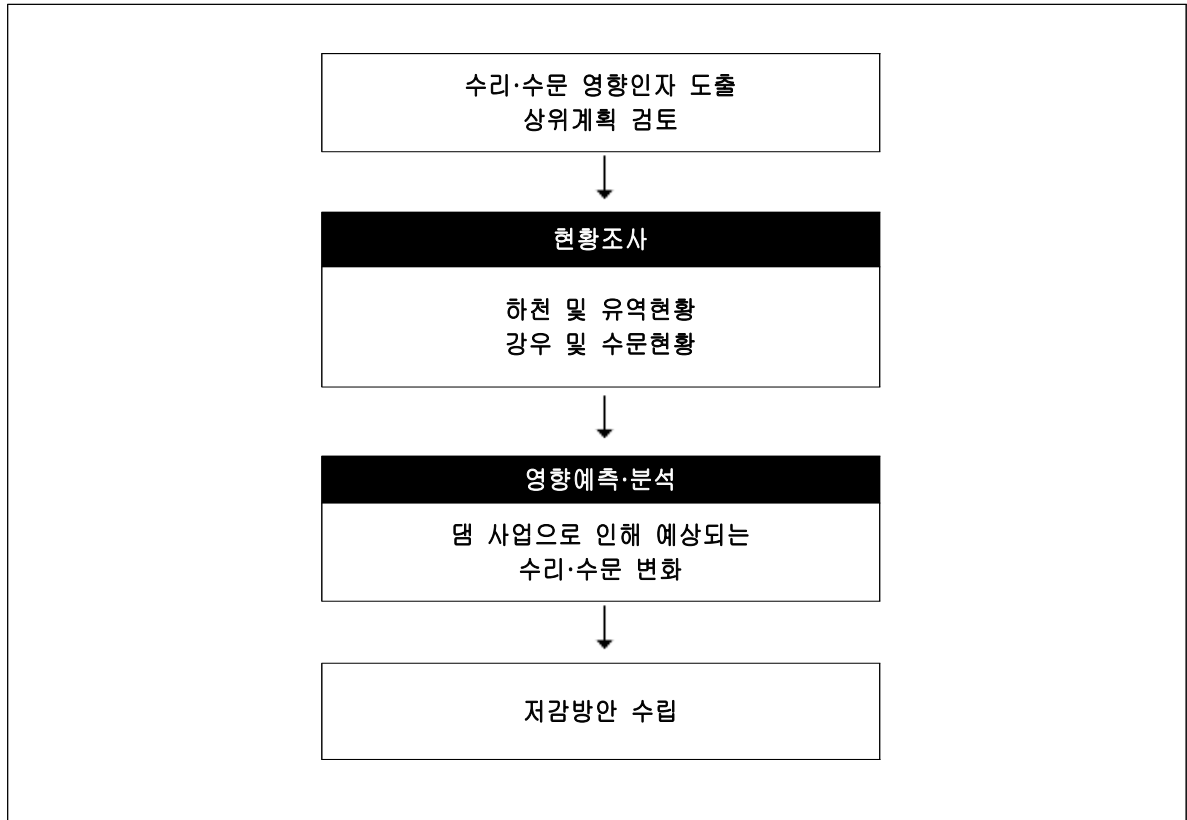 수리·수문 영향인자 도출
상위계획 검토
현황조사
하천 및 유역현황
강우 및 수문현황
영향예측·분석
댐 사업으로 인해 예상되는
수리·수문 변화
저감방안 수립